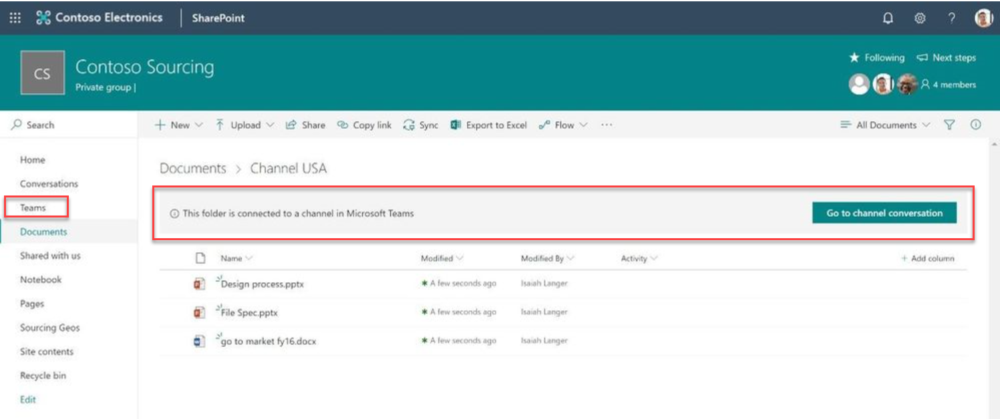 Contoso Electronics SharePoint ?
CS Contoso Sourcing
Private group |
Following Next steps
4 members
Search
New Upload Share Copy link Sync Export to Excel Flow ... All Documents
Home
Conversations
Teams
Documents
Shared with us
Notebook
Pages
Sourcing Geos
Site contents
Recycle bin
Edit
Documents > Channel USA
This folder is connected to a channel in Microsoft Teams Go to channel conversation
Name Modified Modified By Activity + Add column
Design process.pptx A few seconds ago Isaiah Langer
File Spec.pptx A few seconds ago Isaiah Langer
go to market fy16.docx A few seconds ago Isaiah Langer